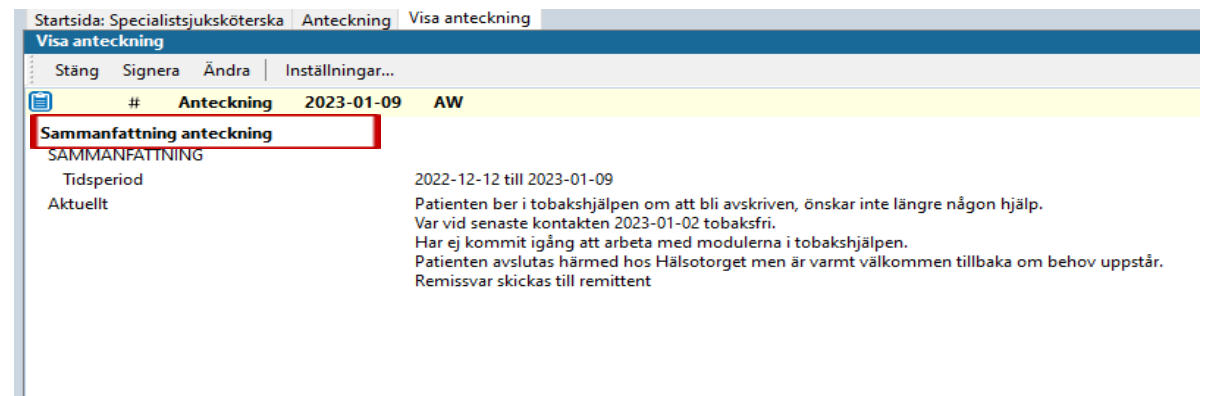 Startsida: Specialistsjuksköterska Anteckning Visa anteckning
Visa anteckning
Stäng Signera Ändra Inställningar...
# Anteckning 2023-01-09 AW
Sammanfattning anteckning
SAMMANFATTNING
Tidsperiod 2022-12-12 till 2023-01-09
Aktuellt Patienten ber i tobakshjälpen om att bli avskriven, önskar inte längre någon hjälp.
Var vid senaste kontakten 2023-01-02 tobaksfri.
Har ej kommit igång att arbeta med modulerna i tobakshjälpen.
Patienten avslutas härmed hos Hälsotorget men är varmt välkommen tillbaka om behov uppstår.
Remissvar skickas till remittent